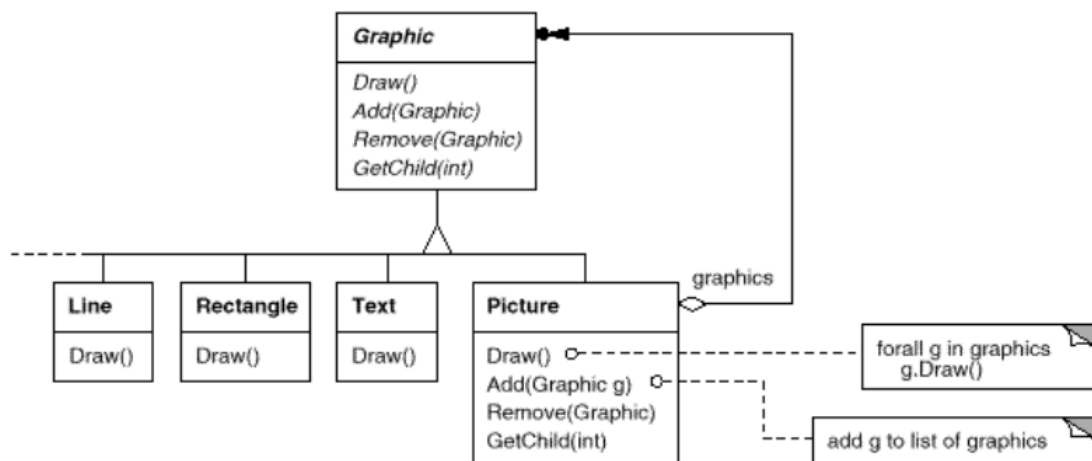 Graphic
Draw()
Add(Graphic)
Remove(Graphic)
GetChild(int)
graphics
Line
Draw()
Rectangle
Draw()
Text
Draw()
Picture
Draw()
Add(Graphic g)
Remove(Graphic)
GetChild(int)
forall g in graphics
g.Draw()
add g to list of graphics